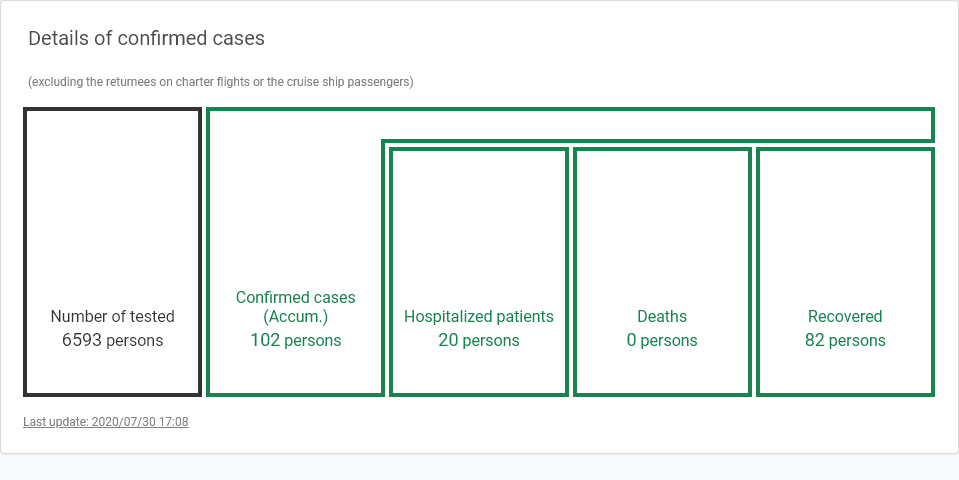 Details of confirmed cases
(excluding the returnees on charter flights or the cruise ship passengers)
Number of tested
6593 persons
Confirmed cases
(Accum.)
102 persons
Hospitalized patients
20 persons
Deaths
0 persons
Recovered
82 persons
Last update: 2020/07/30 17:08